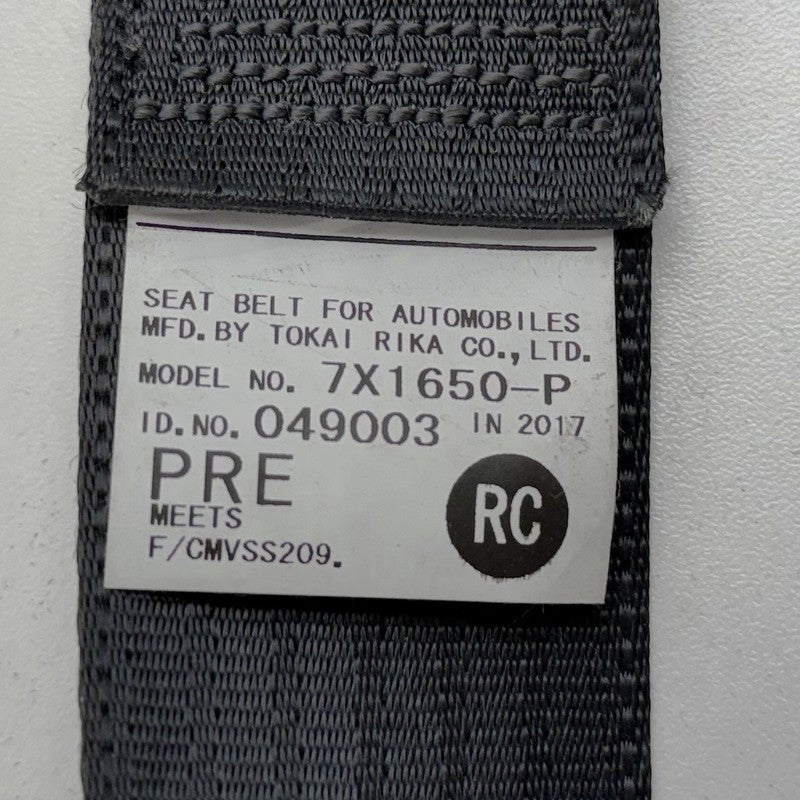 SEAT BELT FOR AUTOMOBILES
MFD. BY TOKAI RIKA CO., LTD.
MODEL NO. 7X1650-P
ID. NO. 049003 IN 2017
PRE
MEETS
F/CMVSS209.
RC